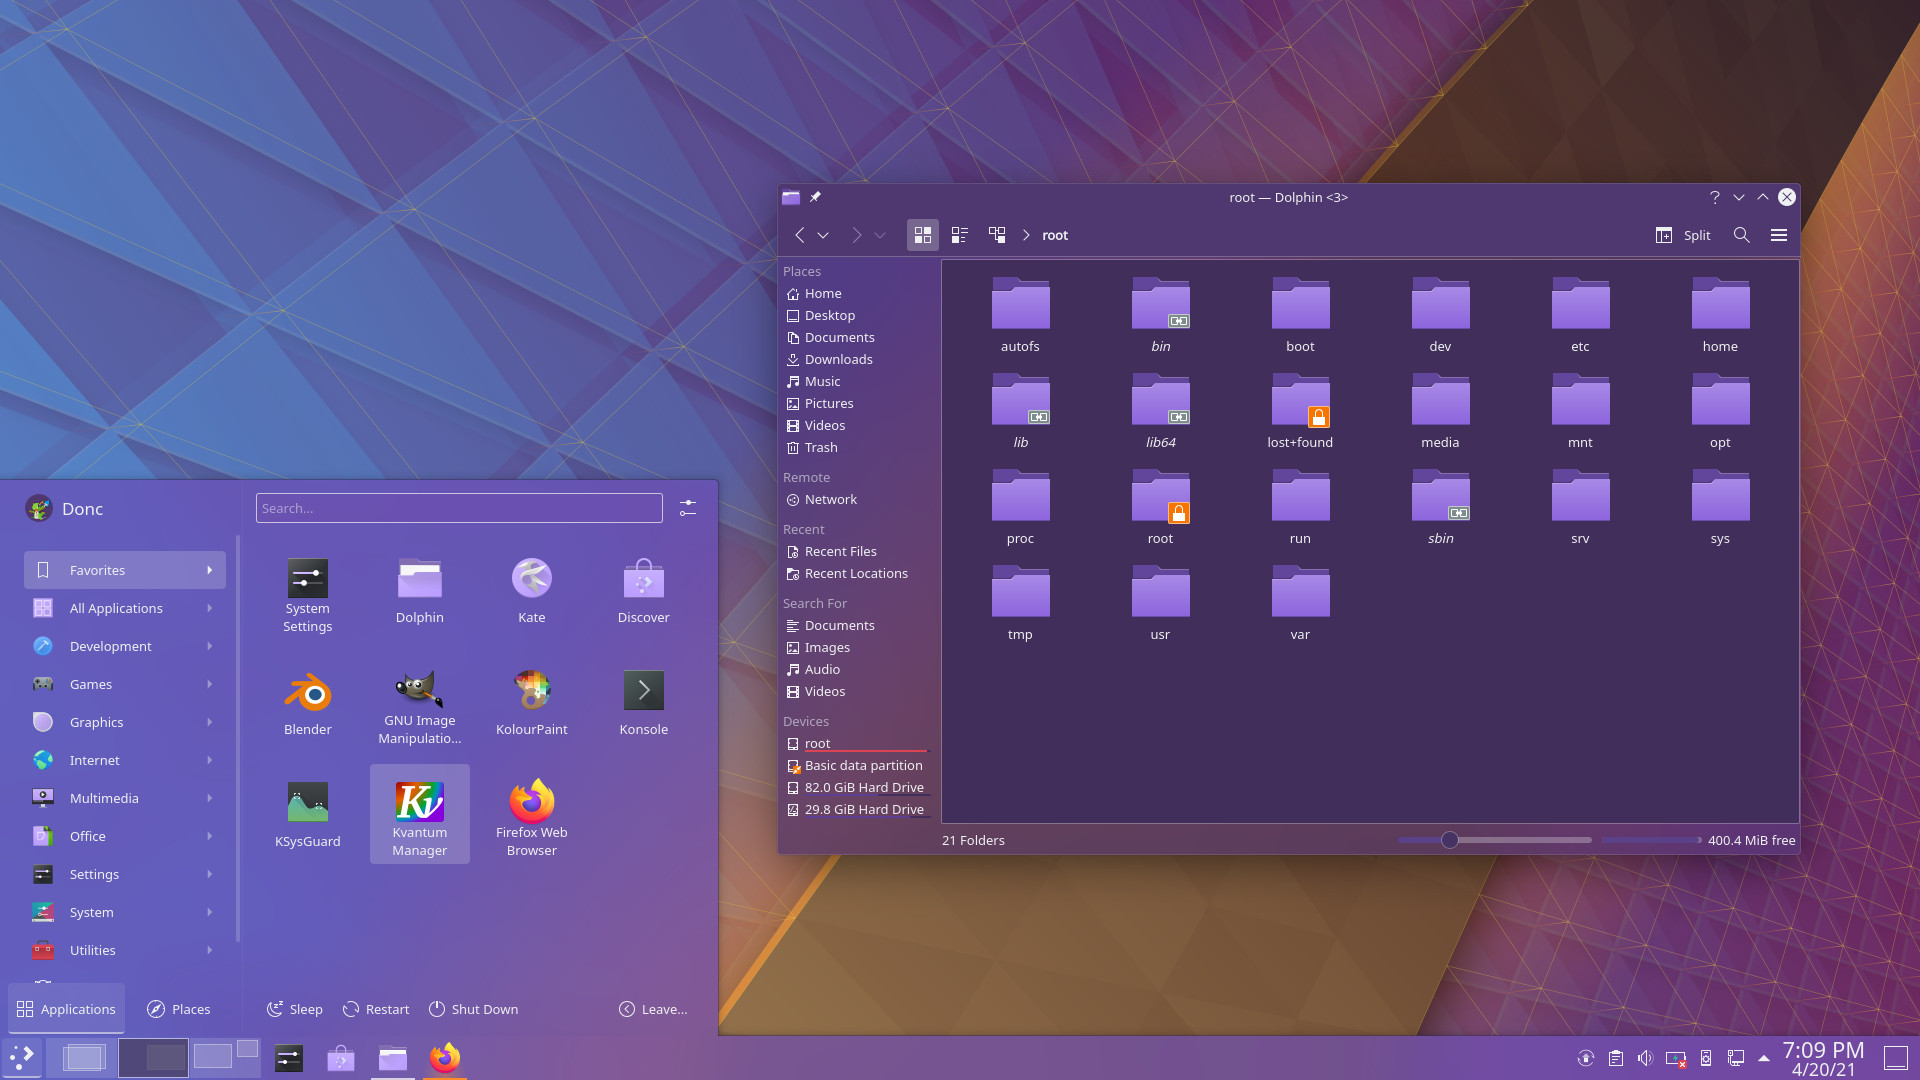 root — Dolphin <3>
root
Split
Places
Home
Desktop
Documents
Downloads
Music
Pictures
Videos
Trash
Remote
Network
Recent
Recent Files
Recent Locations
Search For
Documents
Images
Audio
Videos
Devices
root
Basic data partition
82.0 GiB Hard Drive
29.8 GiB Hard Drive
autofs
bin
boot
dev
etc
home
lib
lib64
lost+found
media
mnt
opt
proc
root
run
sbin
srv
sys
tmp
usr
var
21 Folders
400.4 MiB free
Donc
Search...
Favorites
All Applications
Development
Games
Graphics
Internet
Multimedia
Office
Settings
System
Utilities
System
Settings
Dolphin
Kate
Discover
Blender
GNU Image
Manipulatio...
KolourPaint
Konsole
KSysGuard
Kv
Kvantum
Manager
Firefox Web
Browser
Applications
Places
Sleep
Restart
Shut Down
Leave...
7:09 PM
4/20/21